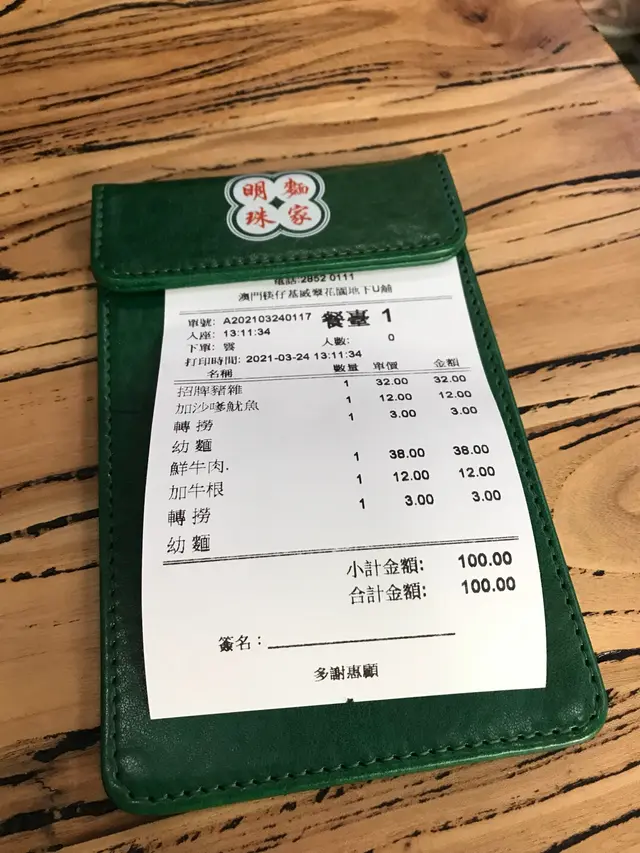 明 麵
珠 家
電話:2852 0111
澳門筷仔基威翠花園地下U舖
單號: A202103240117 餐臺 1
入座: 13:11:34 人數: 0
下單: 雲
打印時間: 2021-03-24 13:11:34
名稱 數量 單價 金額
招牌豬雜 1 32.00 32.00
加沙嗲魷魚 1 12.00 12.00
轉 撈 1 3.00 3.00
幼 麵
鮮牛肉. 1 38.00 38.00
加牛根 1 12.00 12.00
轉 撈 1 3.00 3.00
幼 麵
小計金額: 100.00
合計金額: 100.00
簽名：
多謝惠顧